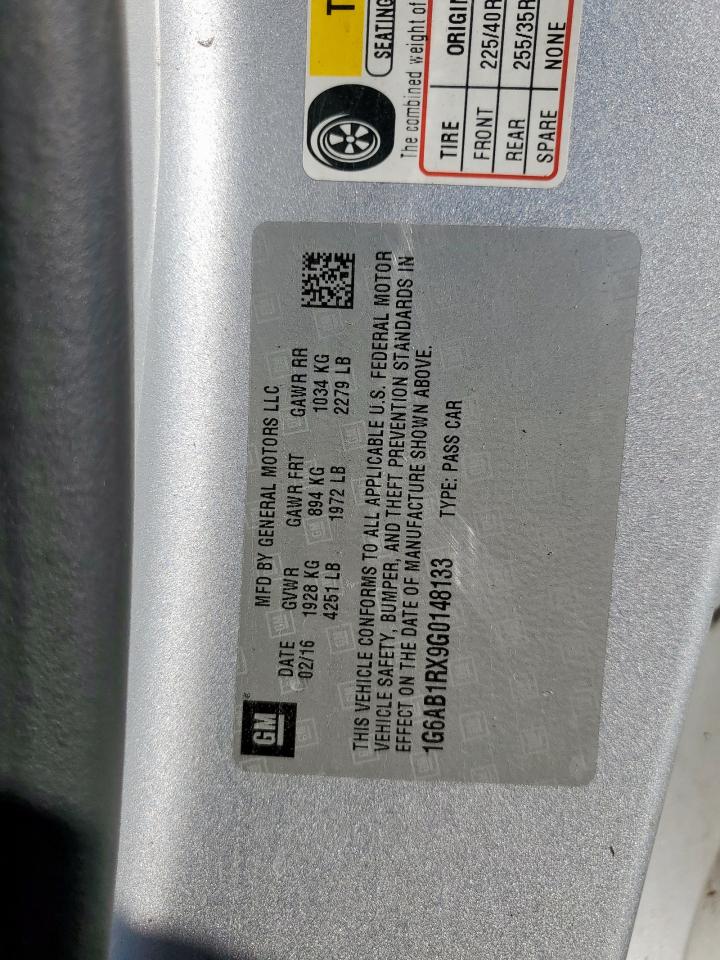 T
SEATING
The combined weight of
TIRE ORIGIN
FRONT 225/40R
REAR 255/35R
SPARE NONE
GM
MFD BY GENERAL MOTORS LLC
DATE GVWR GAWR FRT GAWR RR
02/16 1928 KG 894 KG 1034 KG
4251 LB 1972 LB 2279 LB
THIS VEHICLE CONFORMS TO ALL APPLICABLE U.S. FEDERAL MOTOR
VEHICLE SAFETY, BUMPER, AND THEFT PREVENTION STANDARDS IN
EFFECT ON THE DATE OF MANUFACTURE SHOWN ABOVE.
1G6AB1RX9G0148133 TYPE: PASS CAR